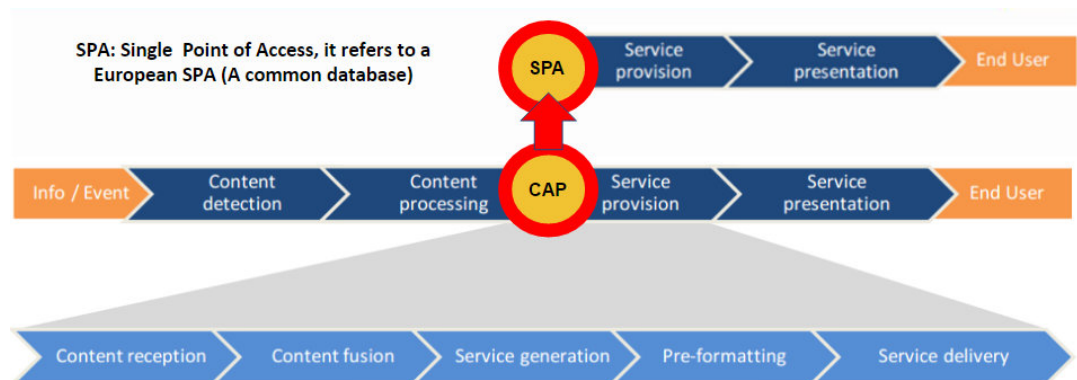 SPA: Single Point of Access, it refers to a
European SPA (A common database)
SPA
Service
provision
Service
presentation
End User
Info / Event
Content
detection
Content
processing
CAP
Service
provision
Service
presentation
End User
Content reception
Content fusion
Service generation
Pre-formatting
Service delivery